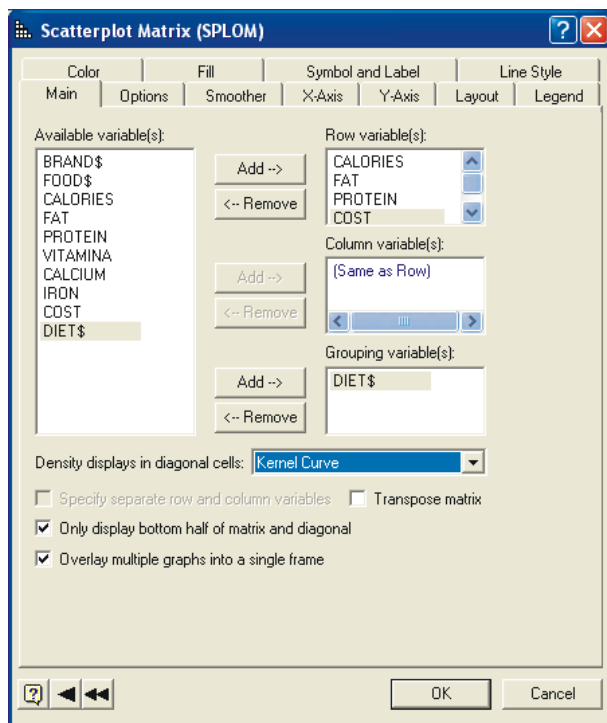 Scatterplot Matrix (SPLOM)
?
Color Fill Symbol and Label Line Style
Main Options Smoother X-Axis Y-Axis Layout Legend
Available variable(s):
BRAND$
FOOD$
CALORIES
FAT
PROTEIN
VITAMINA
CALCIUM
IRON
COST
DIET$
Add -->
<-- Remove
Row variable(s):
CALORIES
FAT
PROTEIN
COST
Add -->
<-- Remove
Column variable(s):
(Same as Row)
Add -->
<-- Remove
Grouping variable(s):
DIET$
Density displays in diagonal cells: Kernel Curve
Specify separate row and column variables Transpose matrix
Only display bottom half of matrix and diagonal
Overlay multiple graphs into a single frame
? OK Cancel